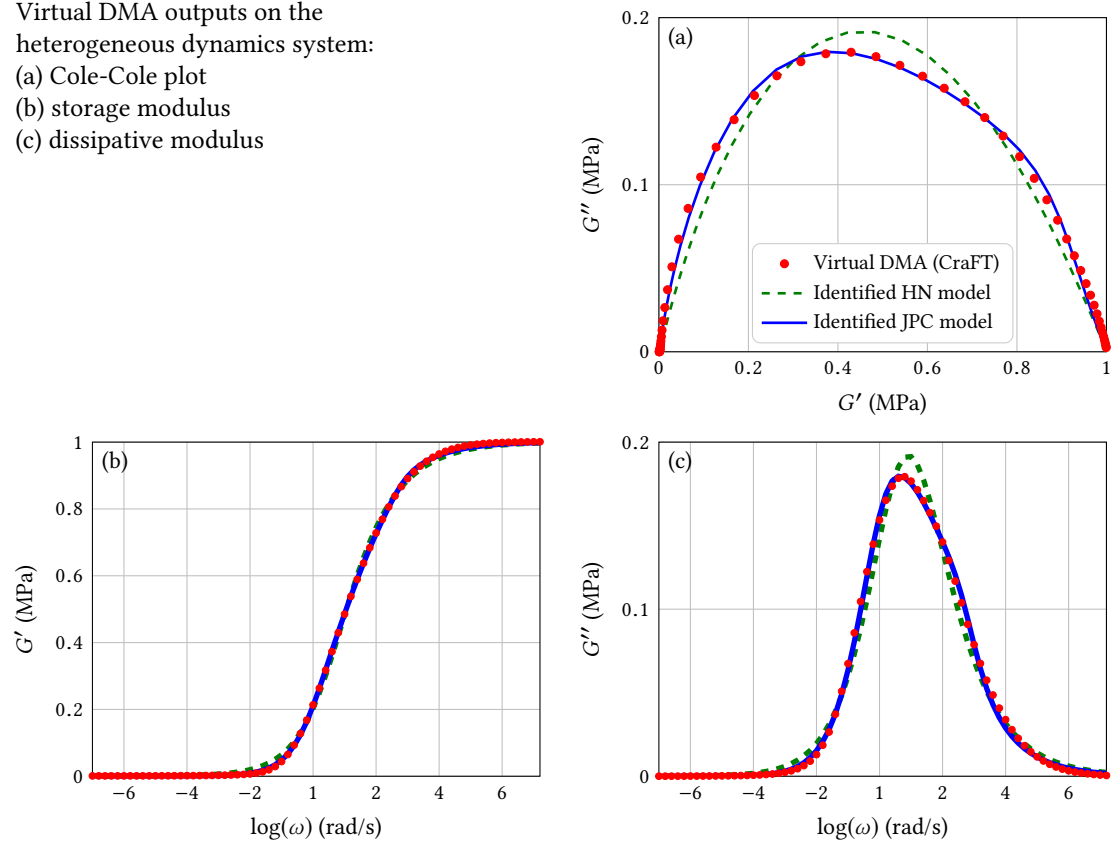 Virtual DMA outputs on the
heterogeneous dynamics system:
(a) Cole-Cole plot
(b) storage modulus
(c) dissipative modulus
(a)
0.2
0.1
0
G″ (MPa)
Virtual DMA (CraFT)
Identified HN model
Identified JPC model
0 0.2 0.4 0.6 0.8 1
G′ (MPa)
(b)
1
0.8
0.6
0.4
0.2
0
G′ (MPa)
−6 −4 −2 1 2 4 6
log(ω) (rad/s)
(c)
0.2
0.1
0
G″ (MPa)
−6 −4 −2 1 2 4 6
log(ω) (rad/s)